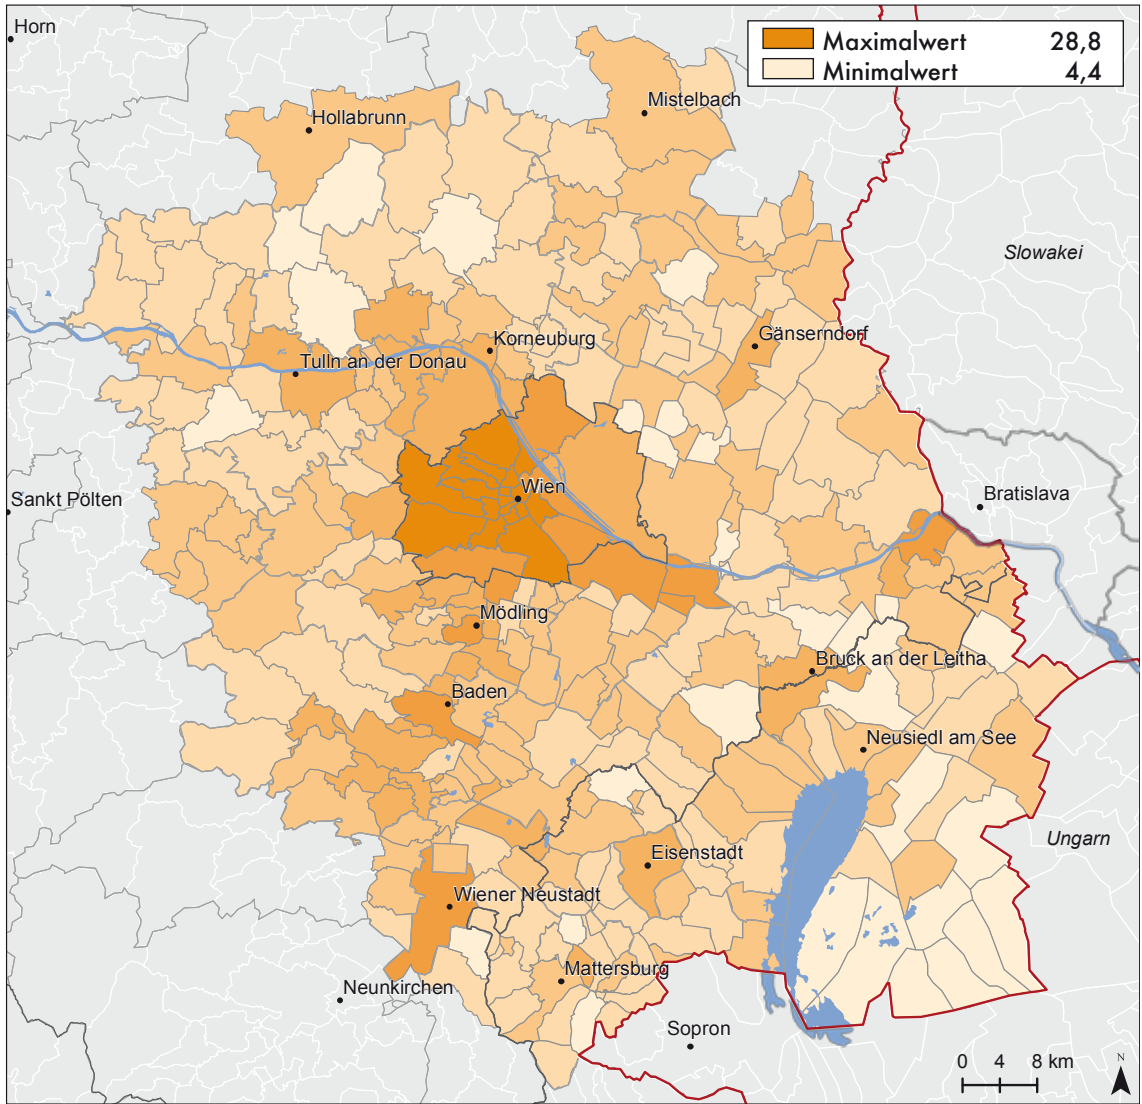 Horn
Maximalwert 28,8
Minimalwert 4,4
Mistelbach
Hollabrunn
Slowakei
Gänserndorf
Korneuburg
Tulln an der Donau
Wien
Bratislava
Sankt Pölten
Mödling
Bruck an der Leitha
Baden
Neusiedl am See
Ungarn
Eisenstadt
Wiener Neustadt
Mattersburg
Neunkirchen
Sopron
0 4 8 km
N